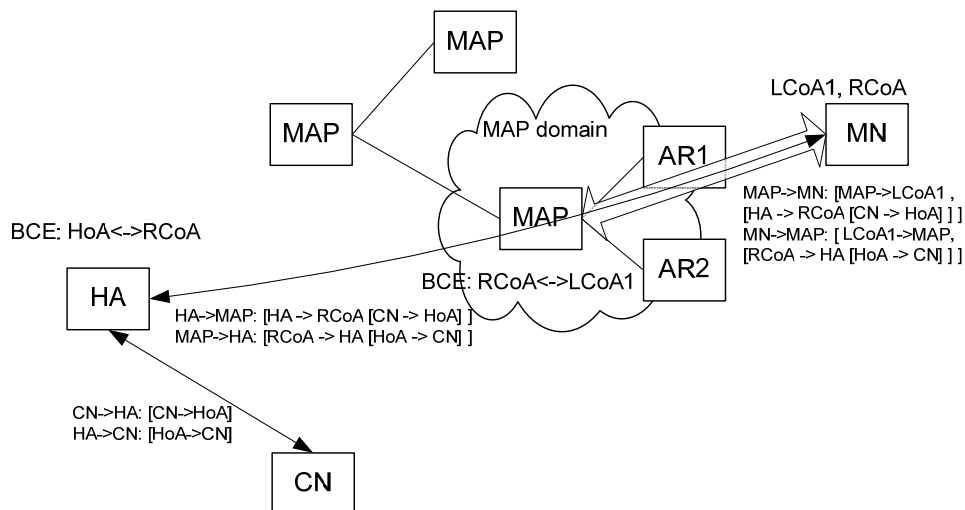 MAP
LCoA1, RCoA
MAP
MAP domain
MN
AR1
MAP->MN: [MAP->LCoA1 ,
[HA -> RCoA [CN -> HoA] ] ]
MN->MAP: [ LCoA1->MAP,
[RCoA -> HA [HoA -> CN] ] ]
MAP
BCE: HoA<->RCoA
AR2
BCE: RCoA<->LCoA1
HA
HA->MAP: [HA -> RCoA [CN -> HoA] ]
MAP->HA: [RCoA -> HA [HoA -> CN] ]
CN->HA: [CN->HoA]
HA->CN: [HoA->CN]
CN